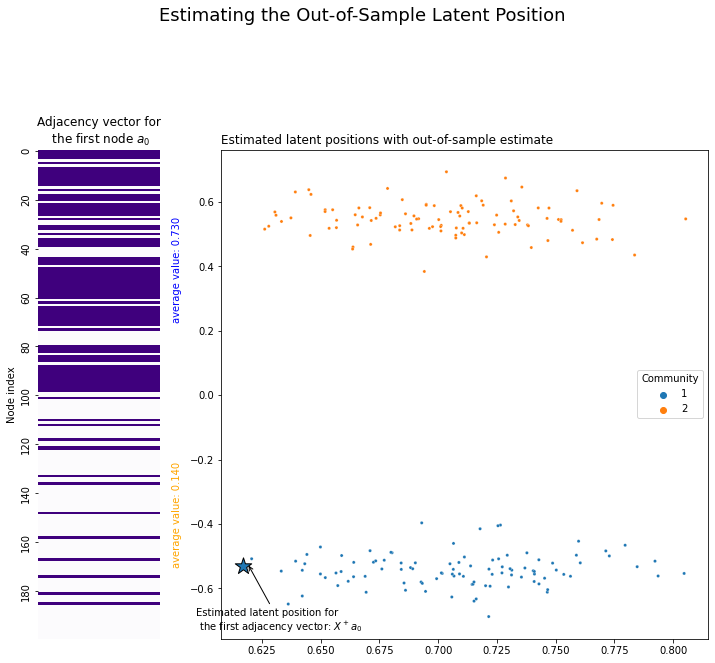 Estimating the Out-of-Sample Latent Position
Adjacency vector for
the first node a₀
Node index
0
20
40
60
80
100
120
140
160
180
average value: 0.730
average value: 0.140
Estimated latent positions with out-of-sample estimate
0.6
0.4
0.2
0.0
−0.2
−0.4
−0.6
Community
1
2
Estimated latent position for
the first adjacency vector: X⁺a₀
0.625 0.650 0.675 0.700 0.725 0.750 0.775 0.800